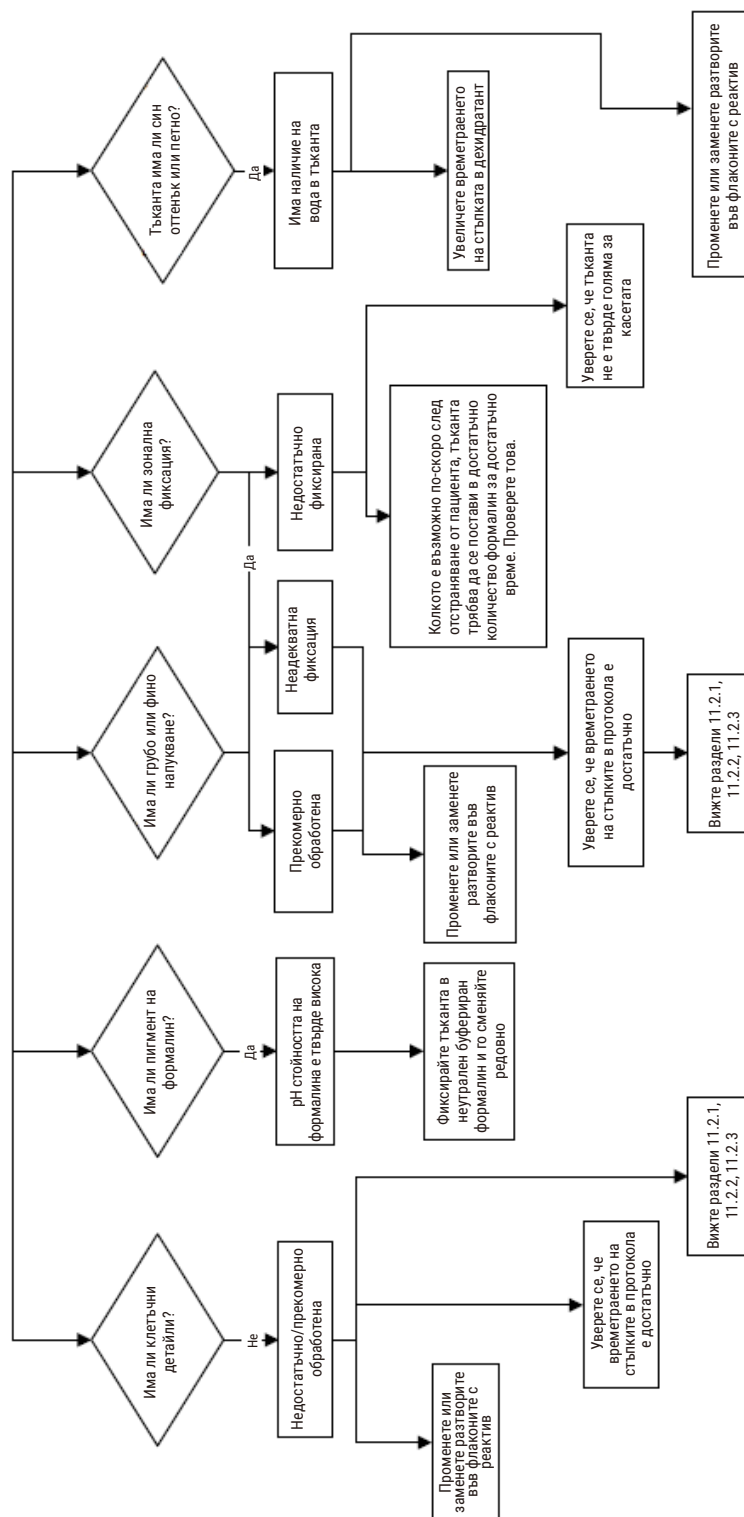 Има ли клетъчни
детайли?
Не
Недостатъчно/прекомерно
обработена
Променете или
заменете разтворите
във флаконите с
реактив
Уверете се, че
времетраенето на
стъпките в протокола
е достатъчно
Вижте раздели 11.2.1,
11.2.2, 11.2.3
Има ли пигмент на
формалин?
Да
pH стойността на
формалина е твърде висока
Фиксирайте тъканта в
неутрален буфериран
формалин и го сменяйте
редовно
Има ли грубо или фино
напукване?
Да
Прекомерно
обработена
Неадекватна
фиксация
Променете или заменете
разтворите във
флаконите с реактив
Уверете се, че времетраенето
на стъпките в протокола е
достатъчно
Вижте раздели 11.2.1,
11.2.2, 11.2.3
Има ли зонална
фиксация?
Недостатъчно
фиксирана
Колкото е възможно по-скоро след
отстраняване от пациента, тъканта
трябва да се постави в достатъчно
количество формалин за достатъчно
време. Проверете това.
Уверете се, че тъканта
не е твърде голяма за
касетата
Тъканта има ли син
оттенък или петно?
Да
Има наличие на
вода в тъканта
Увеличете времетраенето
на стъпката в дехидратант
Променете или заменете разтворите
във флаконите с реактив